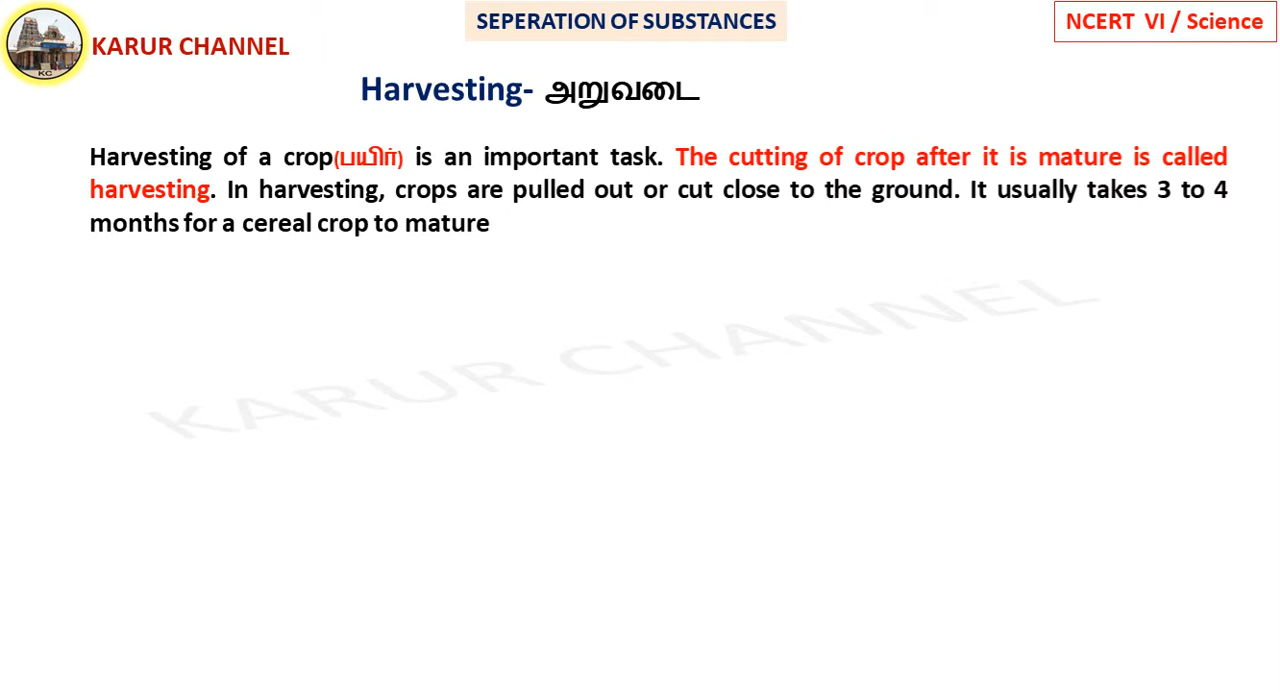 SEPERATION OF SUBSTANCES
NCERT VI / Science
KARUR CHANNEL
KC
Harvesting- அறுவடை
Harvesting of a crop(பயிர்) is an important task. The cutting of crop after it is mature is called
harvesting. In harvesting, crops are pulled out or cut close to the ground. It usually takes 3 to 4
months for a cereal crop to mature
KARUR CHANNEL